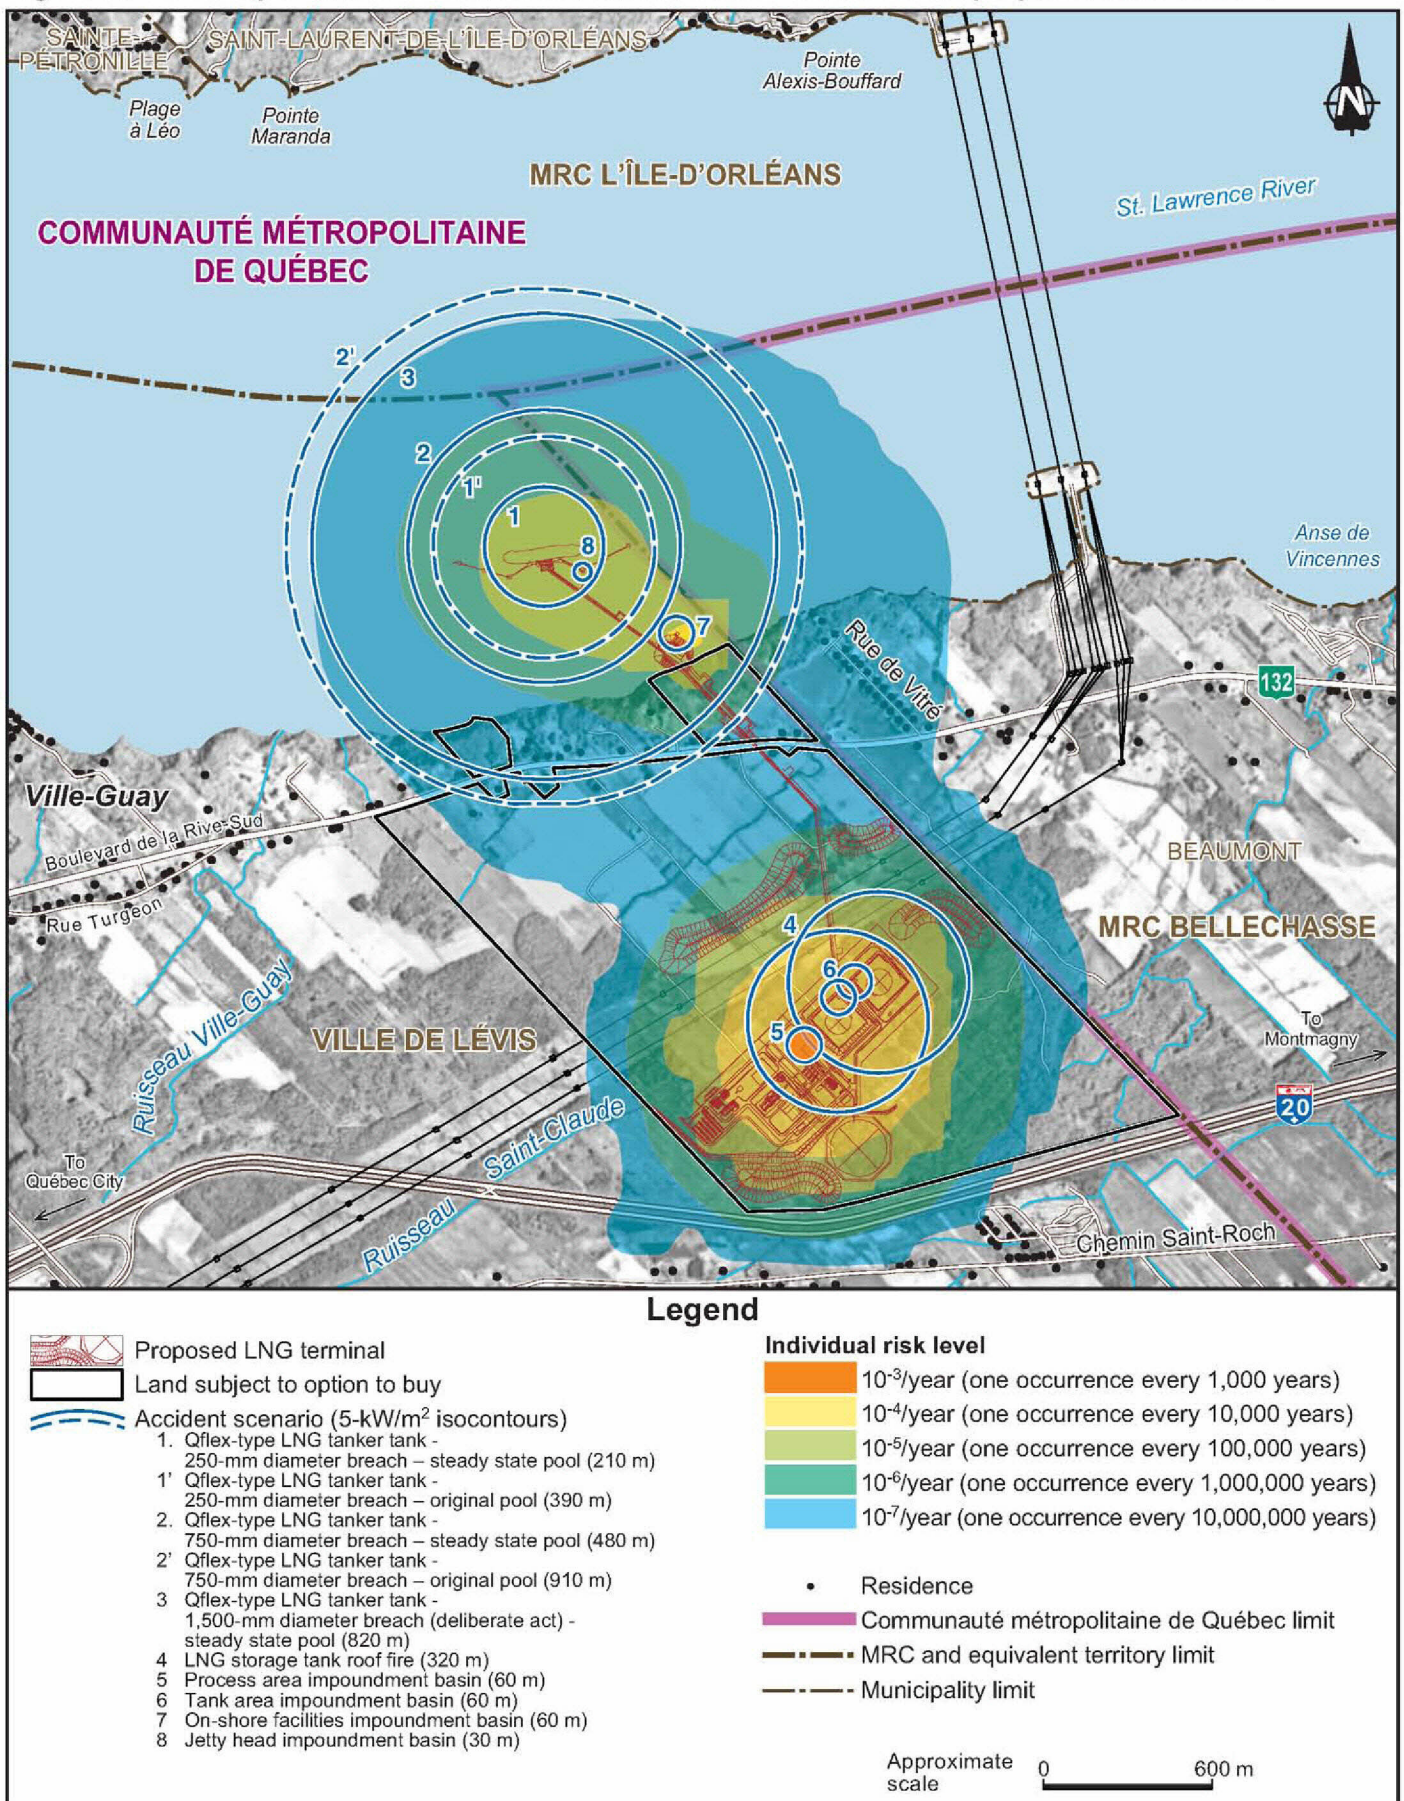 SAINTE-
PÉTRONILLE
SAINT-LAURENT-DE-L'ÎLE-D'ORLÉANS
Plage
à Léo
Pointe
Maranda
Pointe
Alexis-Bouffard
N
MRC L'ÎLE-D'ORLÉANS
St. Lawrence River
COMMUNAUTÉ MÉTROPOLITAINE
DE QUÉBEC
2'
3
2
1'
1
8
7
Anse de
Vincennes
Rue de Vitré
132
Ville-Guay
Boulevard de la Rive-Sud
Rue Turgeon
BEAUMONT
MRC BELLECHASSE
4
6
5
Ruisseau Ville-Guay
VILLE DE LÉVIS
To
Montmagny
20
Ruisseau Saint-Claude
To
Québec City
Chemin Saint-Roch
Legend
Proposed LNG terminal
Land subject to option to buy
Accident scenario (5-kW/m² isocontours)
1. Qflex-type LNG tanker tank -
250-mm diameter breach – steady state pool (210 m)
1' Qflex-type LNG tanker tank -
250-mm diameter breach – original pool (390 m)
2. Qflex-type LNG tanker tank -
750-mm diameter breach – steady state pool (480 m)
2' Qflex-type LNG tanker tank -
750-mm diameter breach – original pool (910 m)
3 Qflex-type LNG tanker tank -
1,500-mm diameter breach (deliberate act) -
steady state pool (820 m)
4 LNG storage tank roof fire (320 m)
5 Process area impoundment basin (60 m)
6 Tank area impoundment basin (60 m)
7 On-shore facilities impoundment basin (60 m)
8 Jetty head impoundment basin (30 m)
Individual risk level
10⁻³/year (one occurrence every 1,000 years)
10⁻⁴/year (one occurrence every 10,000 years)
10⁻⁵/year (one occurrence every 100,000 years)
10⁻⁶/year (one occurrence every 1,000,000 years)
10⁻⁷/year (one occurrence every 10,000,000 years)
Residence
Communauté métropolitaine de Québec limit
MRC and equivalent territory limit
Municipality limit
Approximate
scale
0 600 m